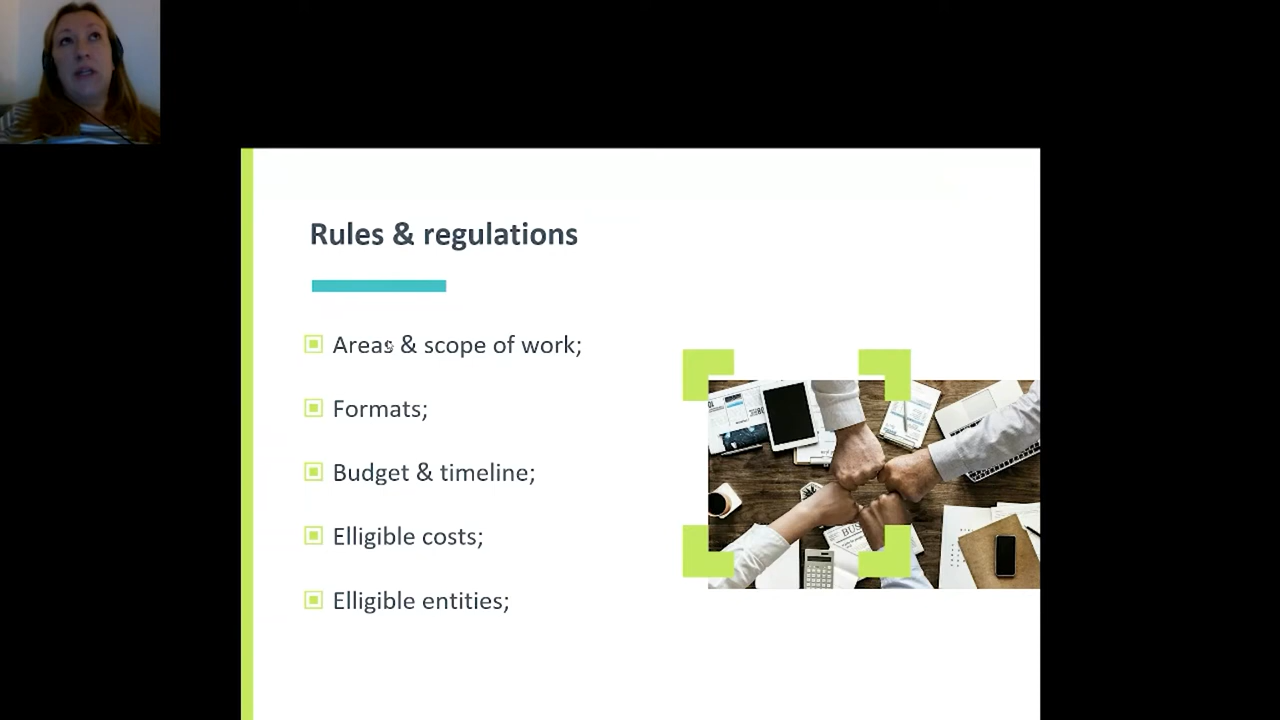 Rules & regulations
Areas & scope of work;
Formats;
Budget & timeline;
Elligible costs;
Elligible entities;